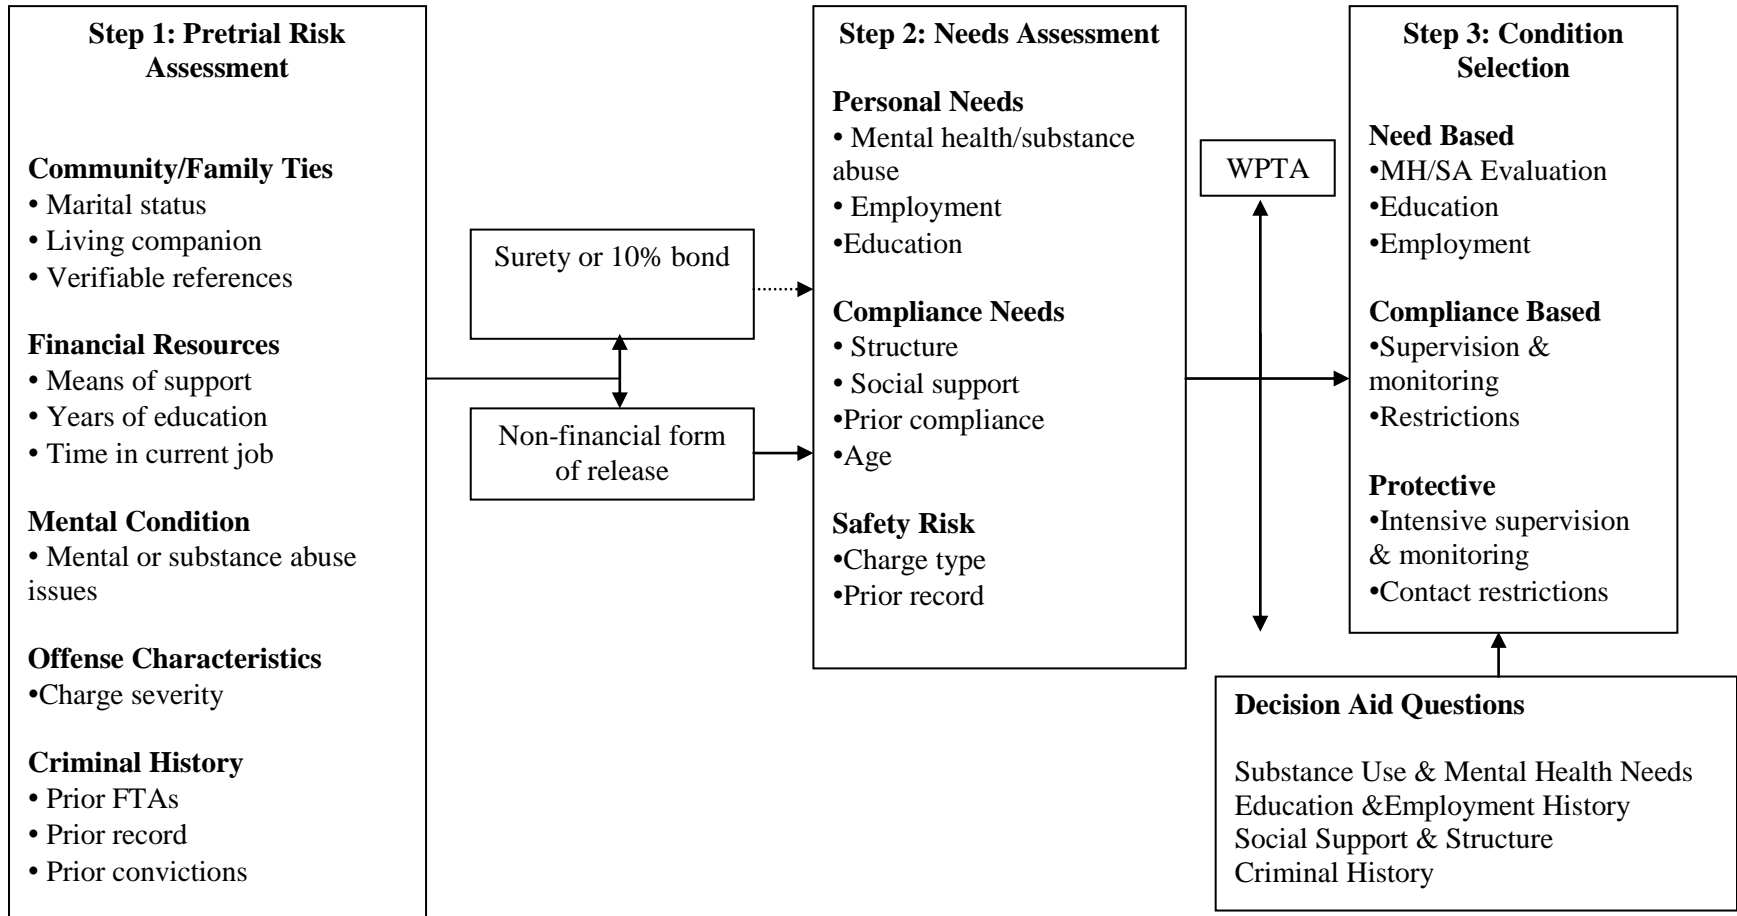 Step 1: Pretrial Risk
Assessment
Community/Family Ties
• Marital status
• Living companion
• Verifiable references
Financial Resources
• Means of support
• Years of education
• Time in current job
Mental Condition
• Mental or substance abuse
issues
Offense Characteristics
•Charge severity
Criminal History
• Prior FTAs
• Prior record
• Prior convictions
Surety or 10% bond
Non-financial form
of release
Step 2: Needs Assessment
Personal Needs
• Mental health/substance
abuse
• Employment
•Education
Compliance Needs
• Structure
• Social support
•Prior compliance
•Age
Safety Risk
•Charge type
•Prior record
WPTA
Step 3: Condition
Selection
Need Based
•MH/SA Evaluation
•Education
•Employment
Compliance Based
•Supervision &
monitoring
•Restrictions
Protective
•Intensive supervision
& monitoring
•Contact restrictions
Decision Aid Questions
Substance Use & Mental Health Needs
Education &Employment History
Social Support & Structure
Criminal History